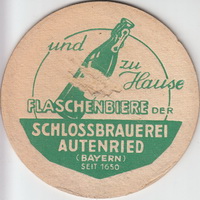 und zu
Hause
FLASCHENBIERE DER
SCHLOSSBRAUEREI
AUTENRIED
(BAYERN)
SEIT 1650